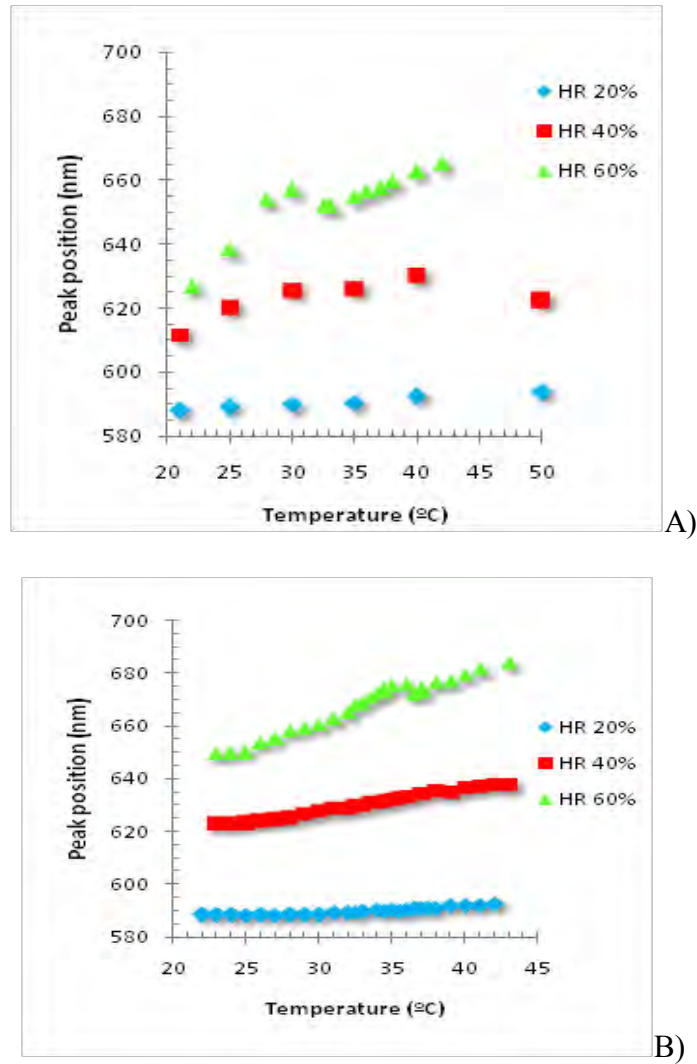 700
680
660
640
620
600
580
Peak position (nm)
20 25 30 35 40 45 50
Temperature (ºC)
HR 20%
HR 40%
HR 60%
A)
700
680
660
640
620
600
580
Peak position (nm)
20 25 30 35 40 45
Temperature (ºC)
HR 20%
HR 40%
HR 60%
B)